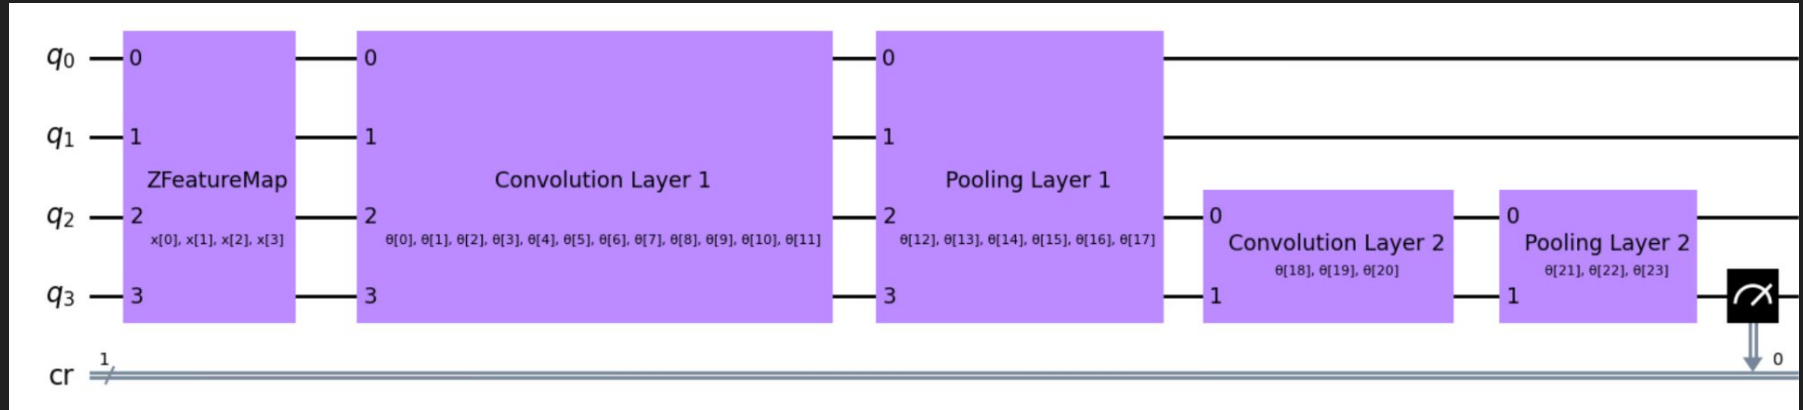 q0 0 0 0
q1 1 1 1
ZFeatureMap Convolution Layer 1 Pooling Layer 1
q2 2 2 2 0 0
x[0], x[1], x[2], x[3] θ[0], θ[1], θ[2], θ[3], θ[4], θ[5], θ[6], θ[7], θ[8], θ[9], θ[10], θ[11] θ[12], θ[13], θ[14], θ[15], θ[16], θ[17] Convolution Layer 2 Pooling Layer 2
θ[18], θ[19], θ[20] θ[21], θ[22], θ[23]
q3 3 3 3 1 1
1 0
cr